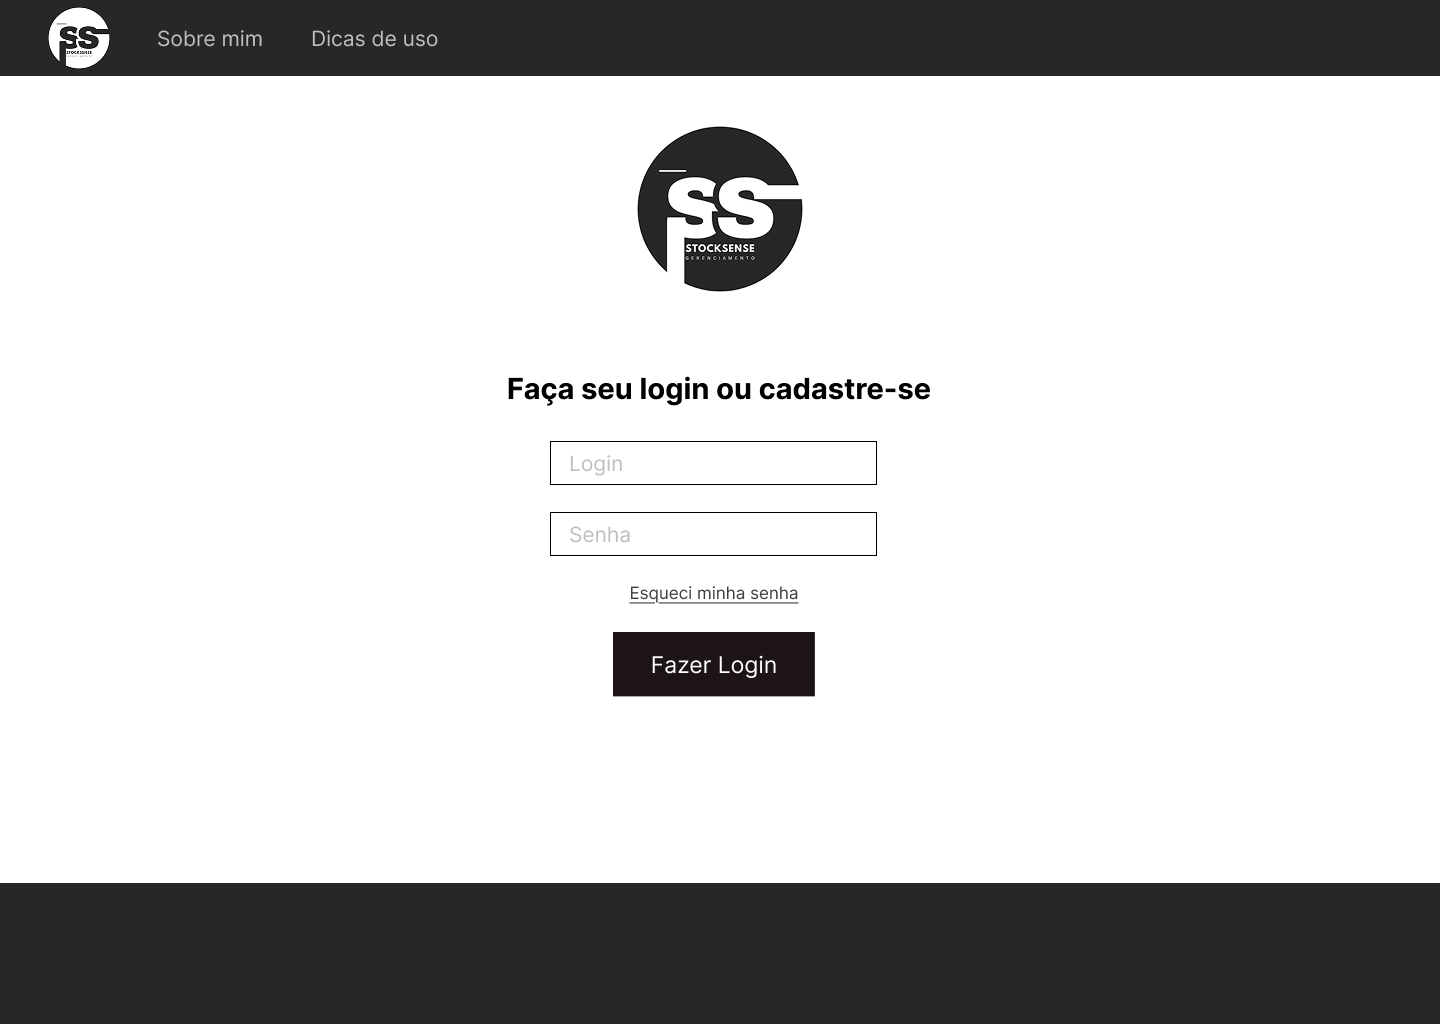 SS
STOCKSENSE
Sobre mim
Dicas de uso
SS
STOCKSENSE
GERENCIAMENTO
Faça seu login ou cadastre-se
Login
Senha
Esqueci minha senha
Fazer Login